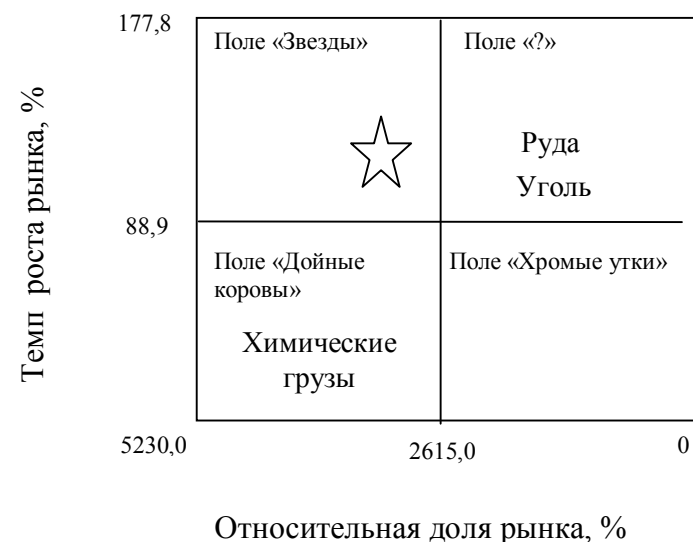 177,8
Поле «Звезды»
Поле «?»
Руда
Уголь
Темп роста рынка, %
88,9
Поле «Дойные
коровы»
Поле «Хромые утки»
Химические
грузы
5230,0
2615,0
0
Относительная доля рынка, %